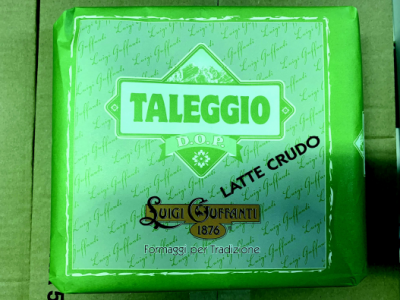 TALEGGIO
D.O.P.
LATTE CRUDO
LUIGI GUFFANTI
1876
Formaggi per Tradizione